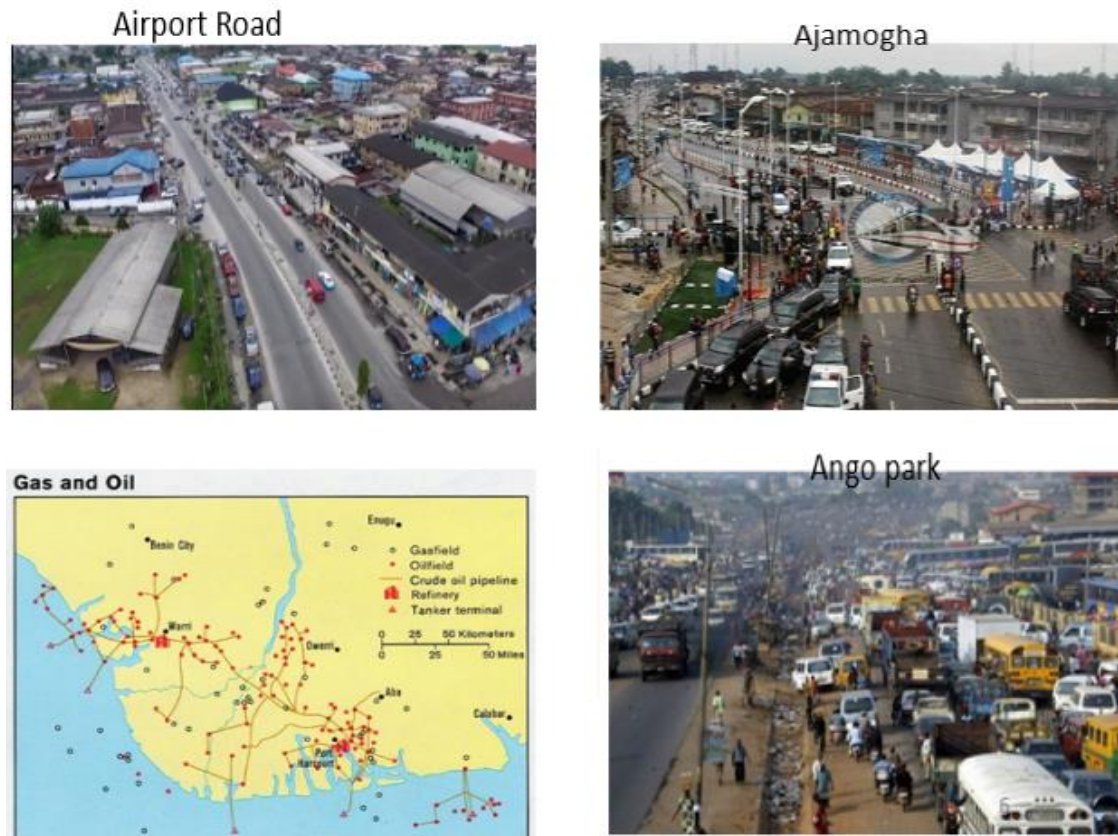 Airport Road
Ajamogha
Gas and Oil
Enugu
Benin City
Gasfield
Oilfield
Crude oil pipeline
Refinery
Tanker terminal
0 25 50 Kilometers
0 25 50 Miles
Warri
Owerri
Aba
Calabar
Port
Harcourt
Ango park